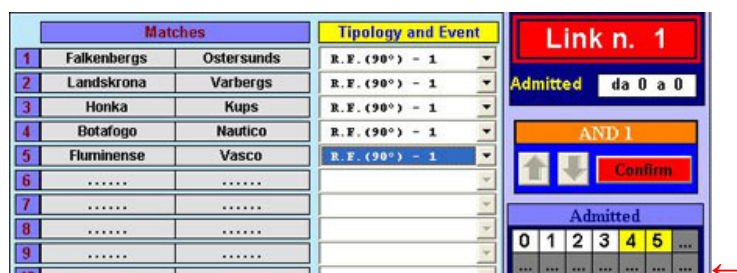 Matches Tipology and Event
1 Falkenbergs Ostersunds R.F.(90°) - 1
2 Landskrona Varbergs R.F.(90°) - 1
3 Honka Kups R.F.(90°) - 1
4 Botafogo Nautico R.F.(90°) - 1
5 Fluminense Vasco R.F.(90°) - 1
6 ...... ......
7 ...... ......
8 ...... ......
9 ...... ......
Link n. 1
Admitted da 0 a 0
AND 1
Confirm
Admitted
0 1 2 3 4 5 ...
... ... ... ... ... ... ...